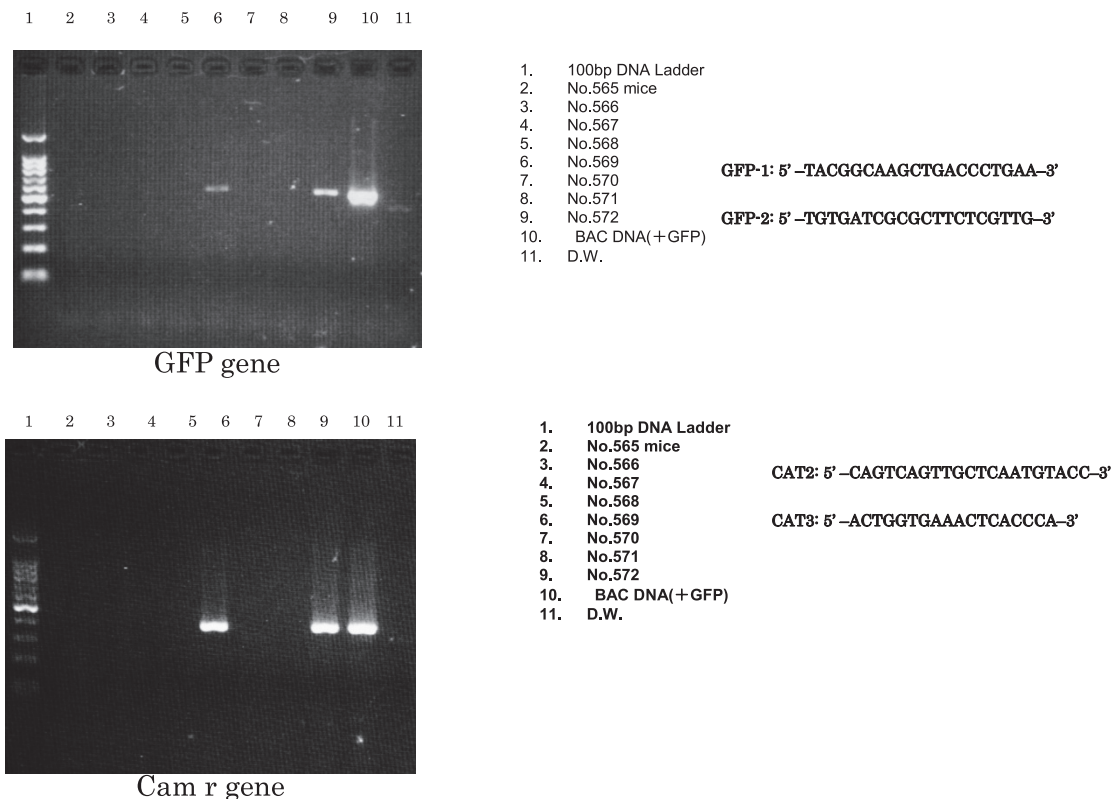 1 2 3 4 5 6 7 8 9 10 11
1. 100bp DNA Ladder
2. No.565 mice
3. No.566
4. No.567
5. No.568
6. No.569
7. No.570
8. No.571
9. No.572
10. BAC DNA(+GFP)
11. D.W.
GFP-1: 5' –TACGGCAAGCTGACCCTGAA–3'
GFP-2: 5' –TGTGATCGCGCTTCTCGTTG–3'
GFP gene
1 2 3 4 5 6 7 8 9 10 11
1. 100bp DNA Ladder
2. No.565 mice
3. No.566
4. No.567
5. No.568
6. No.569
7. No.570
8. No.571
9. No.572
10. BAC DNA(+GFP)
11. D.W.
CAT2: 5' –CAGTCAGTTGCTCAATGTACC–3'
CAT3: 5' –ACTGGTGAAACTCACCCA–3'
Cam r gene